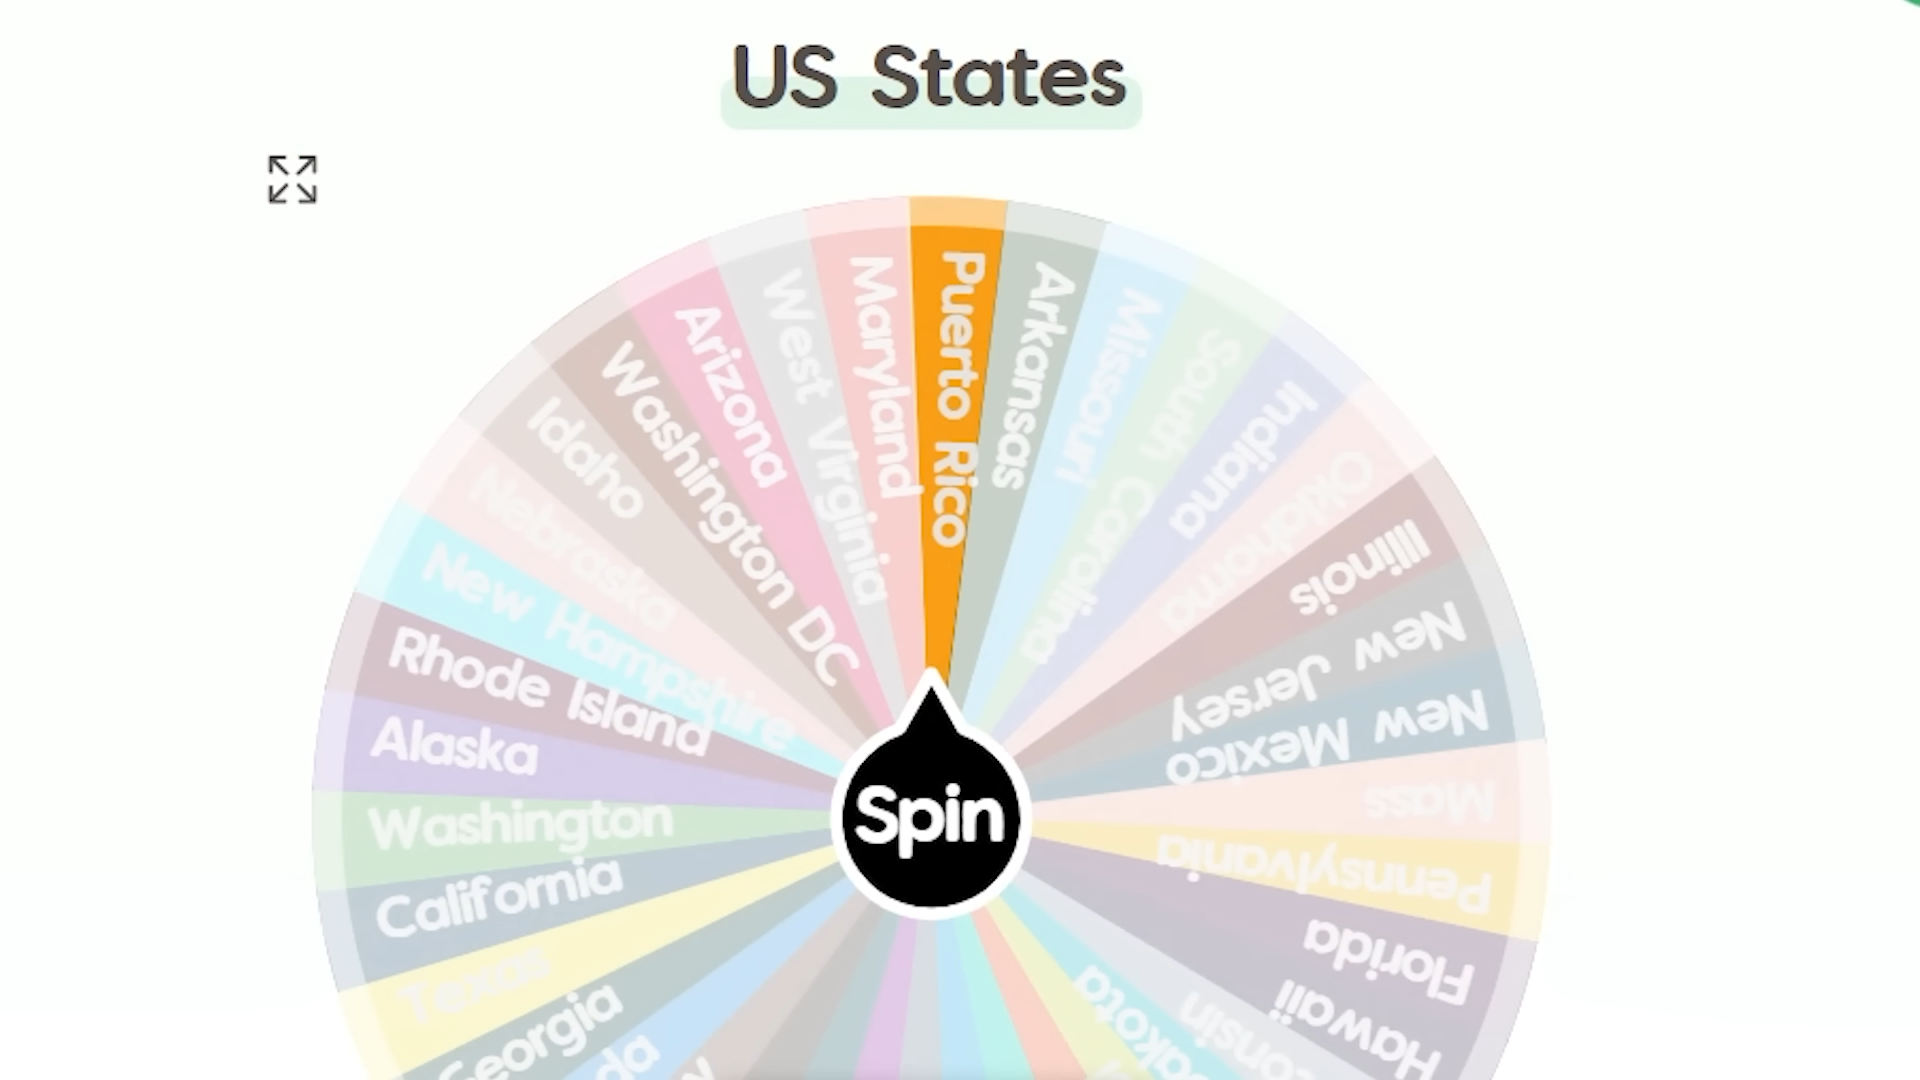 US States
Puerto Rico
Arkansas
Missouri
South Carolina
Indiana
Oklahoma
Illinois
New Jersey
New Mexico
Mass
Pennsylvania
Florida
Hawaii
Georgia
Texas
California
Washington
Alaska
Rhode Island
New Hampshire
Nebraska
Idaho
Washington DC
Arizona
West Virginia
Maryland
Spin